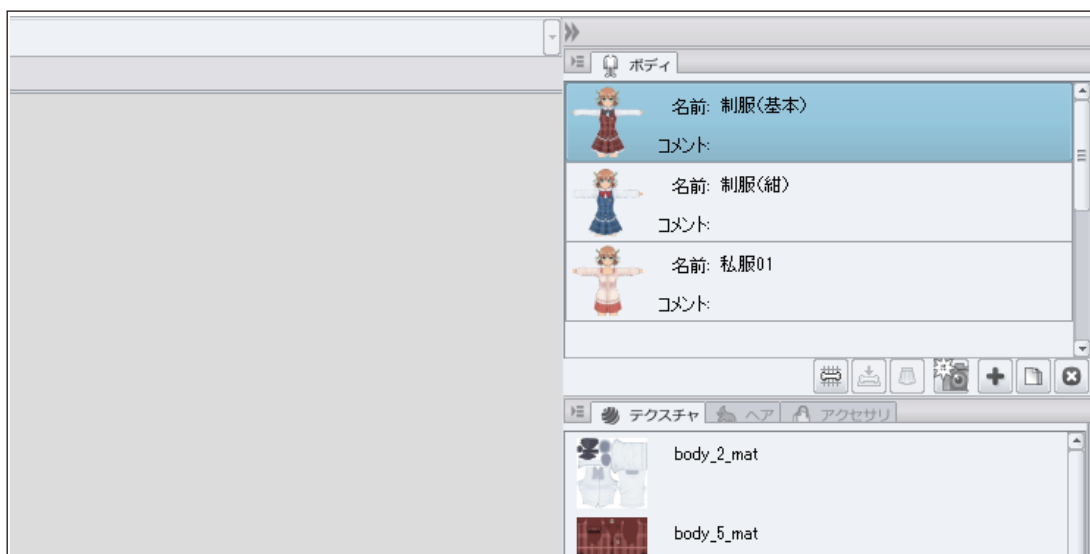 ボディ
名前: 制服(基本)
コメント:
名前: 制服(紺)
コメント:
名前: 私服01
コメント:
テクスチャ ヘア アクセサリ
body_2_mat
body_5_mat